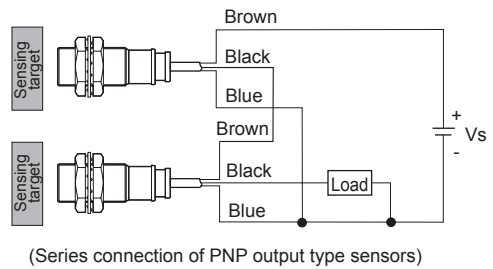 Brown
Sensing
target
Black
Blue
Brown
+
Vs
-
Sensing
target
Black
Load
Blue
(Series connection of PNP output type sensors)